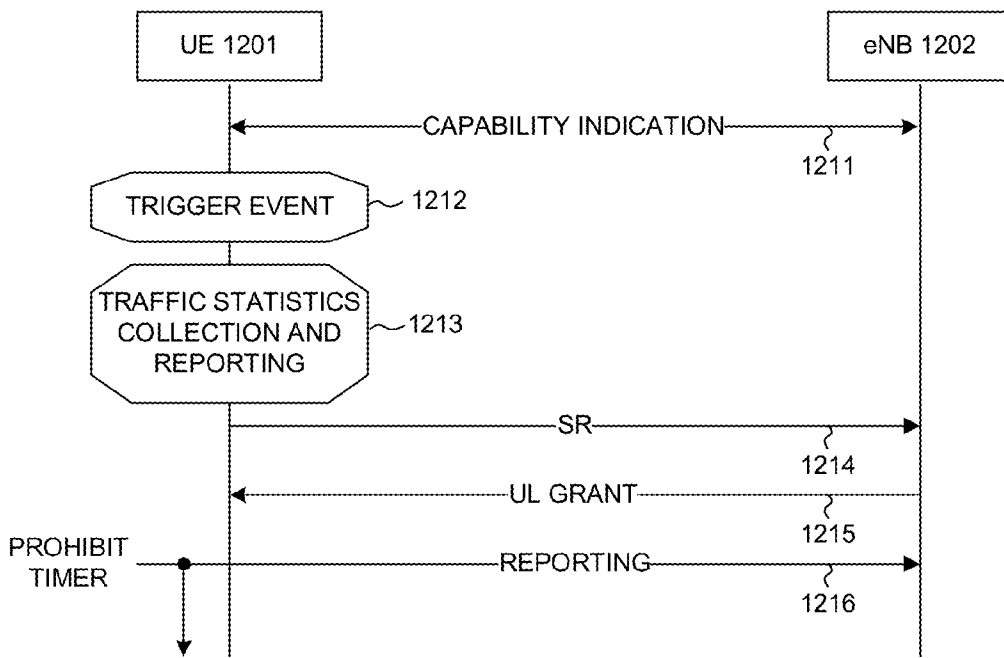 UE 1201
eNB 1202
CAPABILITY INDICATION
1211
TRIGGER EVENT
1212
TRAFFIC STATISTICS
COLLECTION AND
REPORTING
1213
SR
1214
UL GRANT
1215
PROHIBIT
TIMER
REPORTING
1216